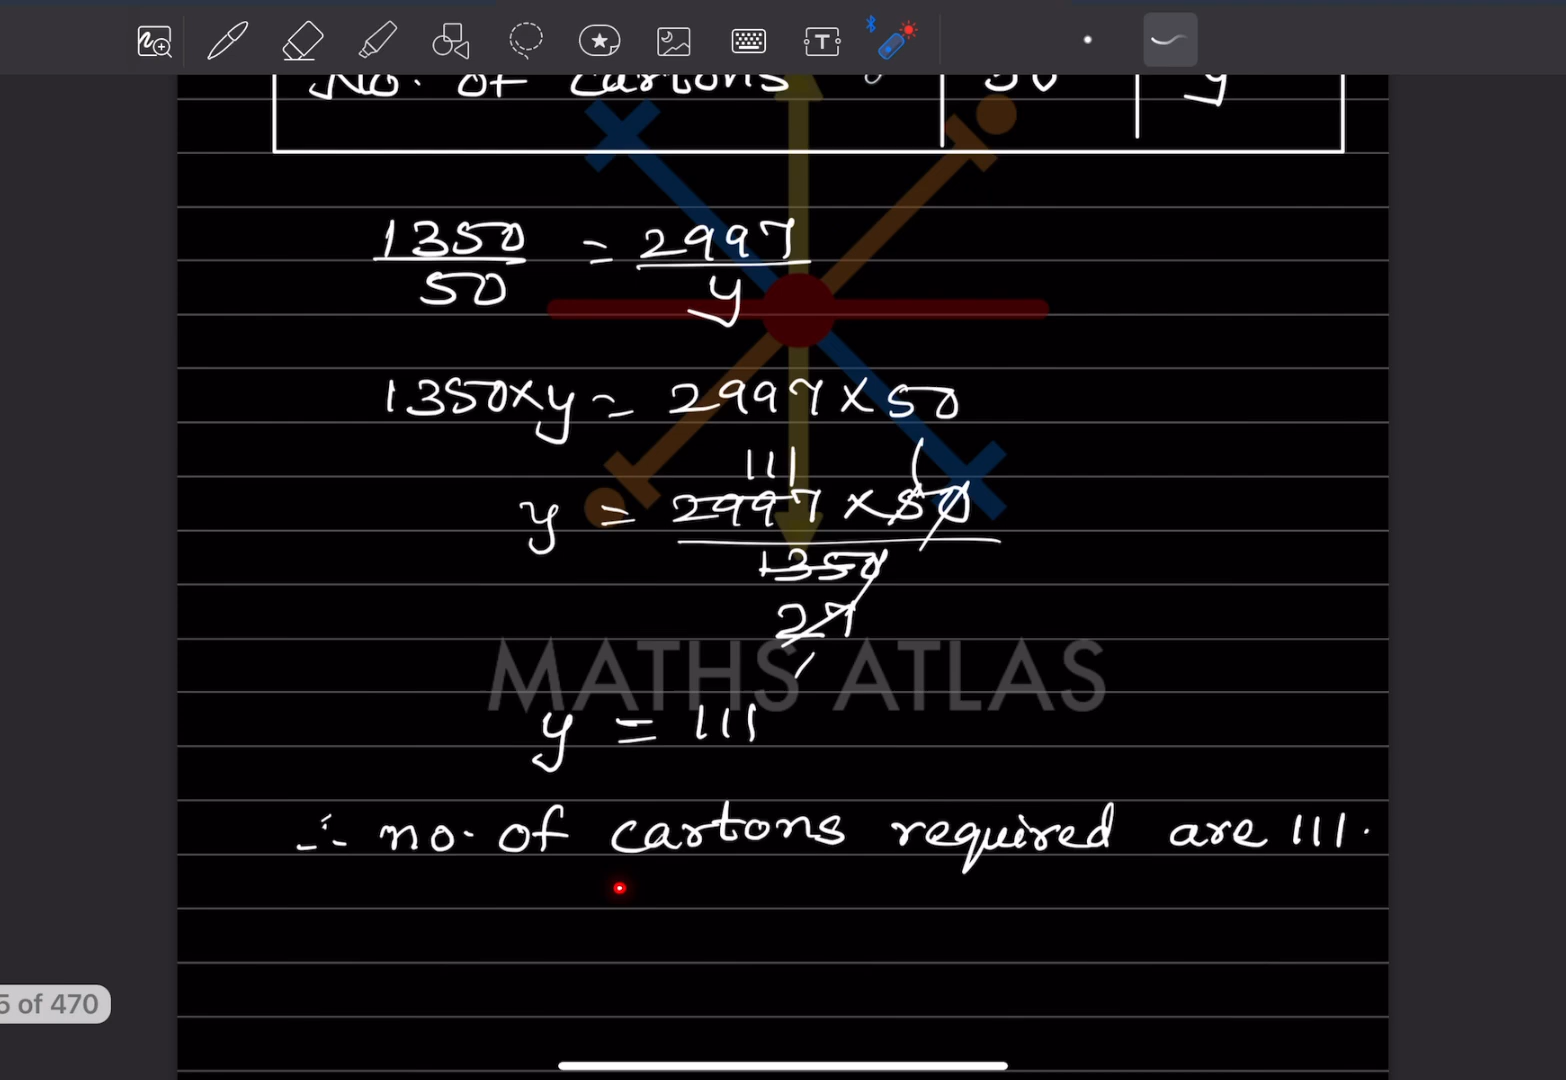 No. of cartons 50 y
1350 = 2997
50 y
1350×y = 2997 × 50
111 1
y = 2997 × 50
1350
27
1
MATHS ATLAS
y = 111
∴ no. of cartons required are 111.
5 of 470
T